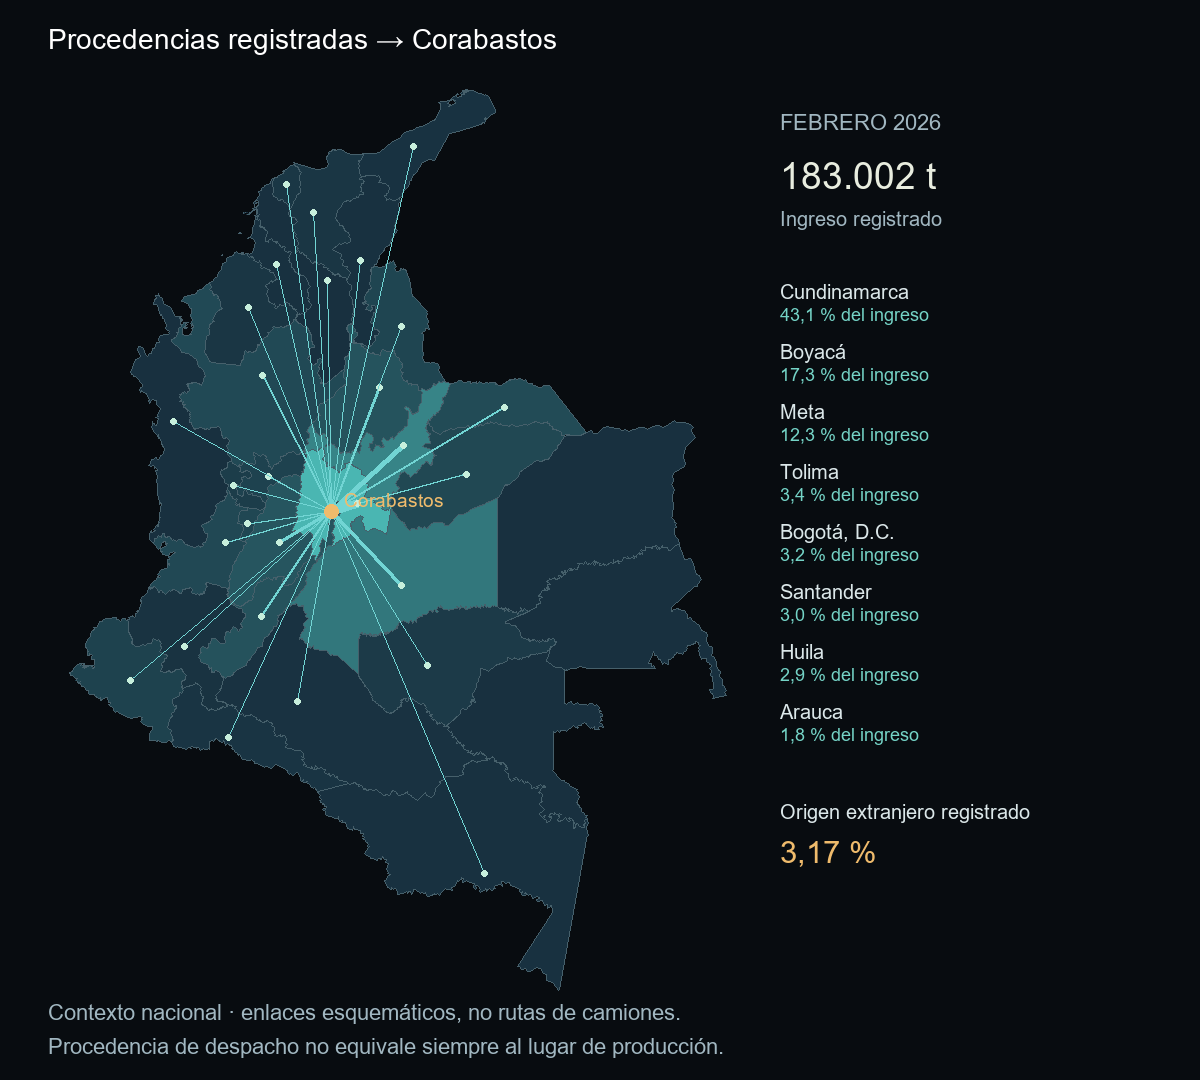 Procedencias registradas → Corabastos
FEBRERO 2026
183.002 t
Ingreso registrado
Cundinamarca
43,1 % del ingreso
Boyacá
17,3 % del ingreso
Meta
12,3 % del ingreso
Tolima
3,4 % del ingreso
Bogotá, D.C.
3,2 % del ingreso
Santander
3,0 % del ingreso
Huila
2,9 % del ingreso
Arauca
1,8 % del ingreso
Origen extranjero registrado
3,17 %
Corabastos
Contexto nacional · enlaces esquemáticos, no rutas de camiones.
Procedencia de despacho no equivale siempre al lugar de producción.